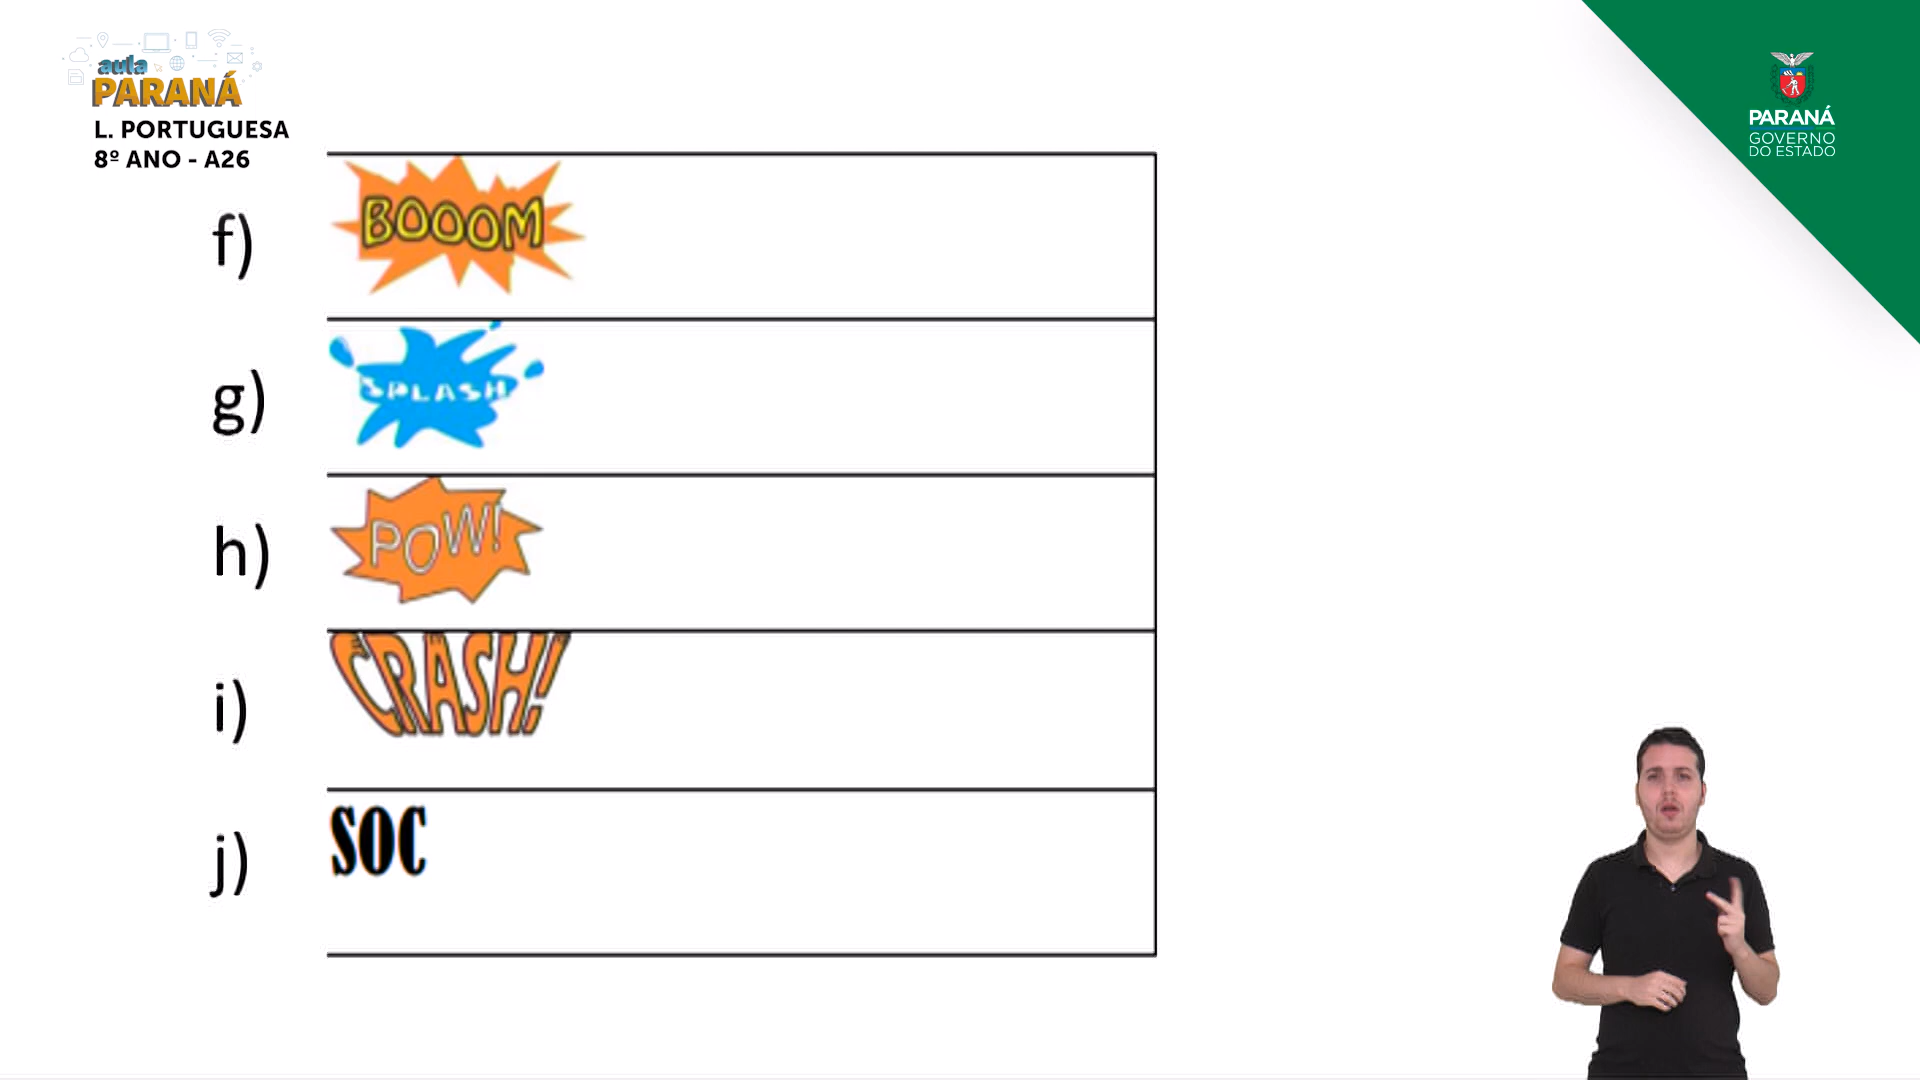 aula
PARANÁ
L. PORTUGUESA
8º ANO - A26
PARANÁ
GOVERNO
DO ESTADO
f) BOOOM
g) SPLASH
h) POW!
i) CRASH!
j) SOC